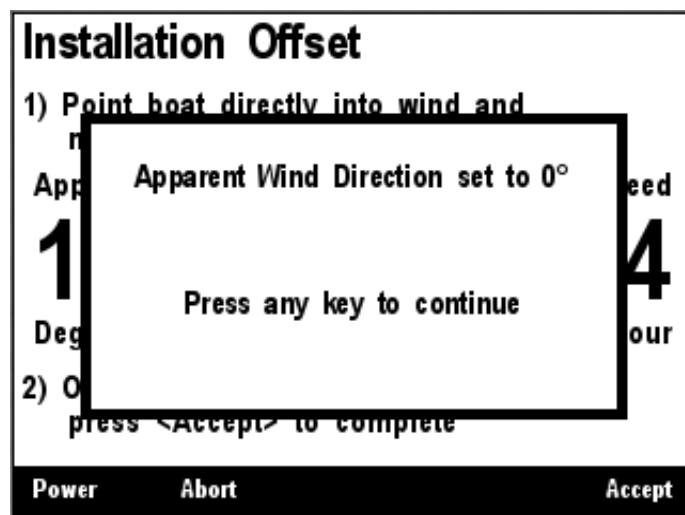 Installation Offset
1) Point boat directly into wind and
Apparent Wind Direction set to 0°
eed
1
4
Press any key to continue
Deg
our
2) O
press <Accept> to complete
Power Abort Accept